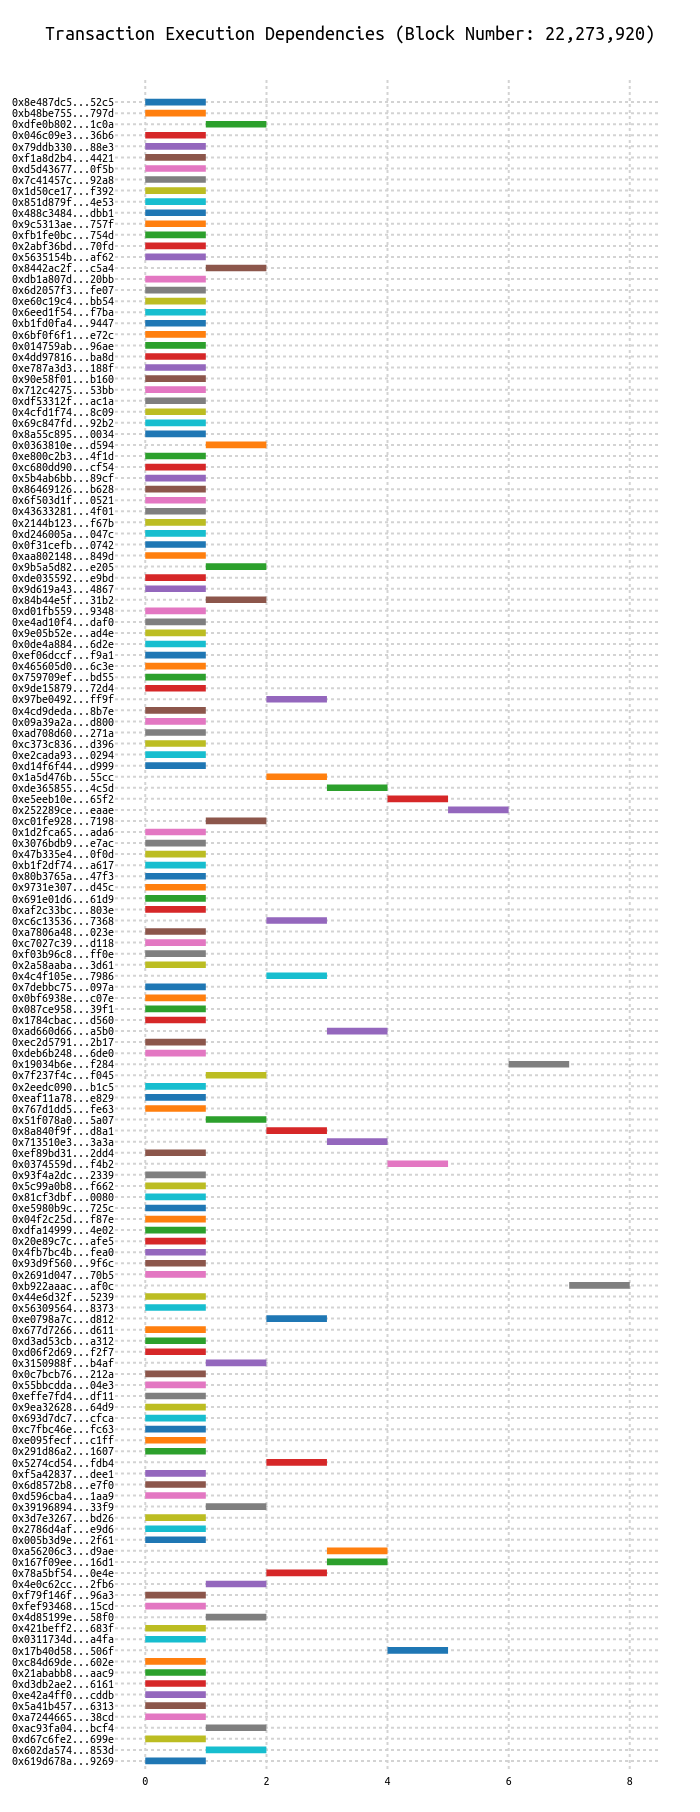 Transaction Execution Dependencies (Block Number: 22,273,920)
0x8e487dc5...52c5
0xb48be755...797d
0xdfe0b802...1c0a
0x046c09e3...36b6
0x79ddb330...88e3
0xf1a8d2b4...4421
0xd5d43677...0f5b
0x7c41457c...92a8
0x1d50ce17...f392
0x851d879f...4e53
0x488c3484...dbb1
0x9c5313ae...757f
0xfb1fe0bc...754d
0x2abf36bd...70fd
0x5635154b...af62
0x8442ac2f...c5a4
0xdb1a807d...20bb
0x6d2057f3...fe07
0xe60c19c4...bb54
0x6eed1f54...f7ba
0xb1fd0fa4...9447
0x6bf0f6f1...e72c
0x014759ab...96ae
0x4dd97816...ba8d
0xe787a3d3...188f
0x90e58f01...b160
0x712c4275...53bb
0xdf53312f...ac1a
0x4cfd1f74...8c09
0x69c847fd...92b2
0x8a55c895...0034
0x0363810e...d594
0xe800c2b3...4f1d
0xc680dd90...cf54
0x5b4ab6bb...89cf
0x86469126...b628
0x6f503d1f...0521
0x43633281...4f01
0x2144b123...f67b
0xd246005a...047c
0x0f31cefb...0742
0xaa802148...849d
0x9b5a5d82...e205
0xde035592...e9bd
0x9d619a43...4867
0x84b44e5f...31b2
0xd01fb559...9348
0xe4ad10f4...daf0
0x9e05b52e...ad4e
0x0de4a884...6d2e
0xef06dccf...f9a1
0x465605d0...6c3e
0x759709ef...bd55
0x9de15879...72d4
0x97be0492...ff9f
0x4cd9deda...8b7e
0x09a39a2a...d800
0xad708d60...271a
0xc373c836...d396
0xe2cada93...0294
0xd14f6f44...d999
0x1a5d476b...55cc
0xde365855...4c5d
0xe5eeb10e...65f2
0x252289ce...eaae
0xc01fe928...7198
0x1d2fca65...ada6
0x3076bdb9...e7ac
0x47b335e4...0f0d
0xb1f2df74...a617
0x80b3765a...47f3
0x9731e307...d45c
0x691e01d6...61d9
0xaf2c33bc...803e
0xc6c13536...7368
0xa7806a48...023e
0xc7027c39...d118
0xf03b96c8...ff0e
0x2a58aaba...3d61
0x4c4f105e...7986
0x7debbc75...097a
0x0bf6938e...c07e
0x087ce958...39f1
0x1784cbac...d560
0xad660d66...a5b0
0xec2d5791...2b17
0xdeb6b248...6de0
0x19034b6e...f284
0x7f237f4c...f045
0x2eedc090...b1c5
0xeaf11a78...e829
0x767d1dd5...fe63
0x51f078a0...5a07
0x8a840f9f...d8a1
0x713510e3...3a3a
0xef89bd31...2dd4
0x0374559d...f4b2
0x93f4a2dc...2339
0x5c99a0b8...f662
0x81cf3dbf...0080
0xe5980b9c...725c
0x04f2c25d...f87e
0xdfa14999...4e02
0x20e89c7c...afe5
0x4fb7bc4b...fea0
0x93d9f560...9f6c
0x2691d047...70b5
0xb922aaac...af0c
0x44e6d32f...5239
0x56309564...8373
0xe0798a7c...d812
0x677d7266...d611
0xd3ad53cb...a312
0xd06f2d69...f2f7
0x3150988f...b4af
0x0c7bcb76...212a
0x55bbcdda...04e3
0xeffe7fd4...df11
0x9ea32628...64d9
0x693d7dc7...cfca
0xc7fbc46e...fc63
0xe095fecf...c1ff
0x291d86a2...1607
0x5274cd54...fdb4
0xf5a42837...dee1
0x6d8572b8...e7f0
0xd596cba4...1aa9
0x39196894...33f9
0x3d7e3267...bd26
0x2786d4af...e9d6
0x005b3d9e...2f61
0xa56206c3...d9ae
0x167f09ee...16d1
0x78a5bf54...0e4e
0x4e0c62cc...2fb6
0xf79f146f...96a3
0xfef93468...15cd
0x4d85199e...58f0
0x421beff2...683f
0x0311734d...a4fa
0x17b40d58...506f
0xc84d69de...602e
0x21ababb8...aac9
0xd3db2ae2...6161
0xe42a4ff0...cddb
0x5a41b457...6313
0xa7244665...38cd
0xac93fa04...bcf4
0xd67c6fe2...699e
0x602da574...853d
0x619d678a...9269
0 2 4 6 8